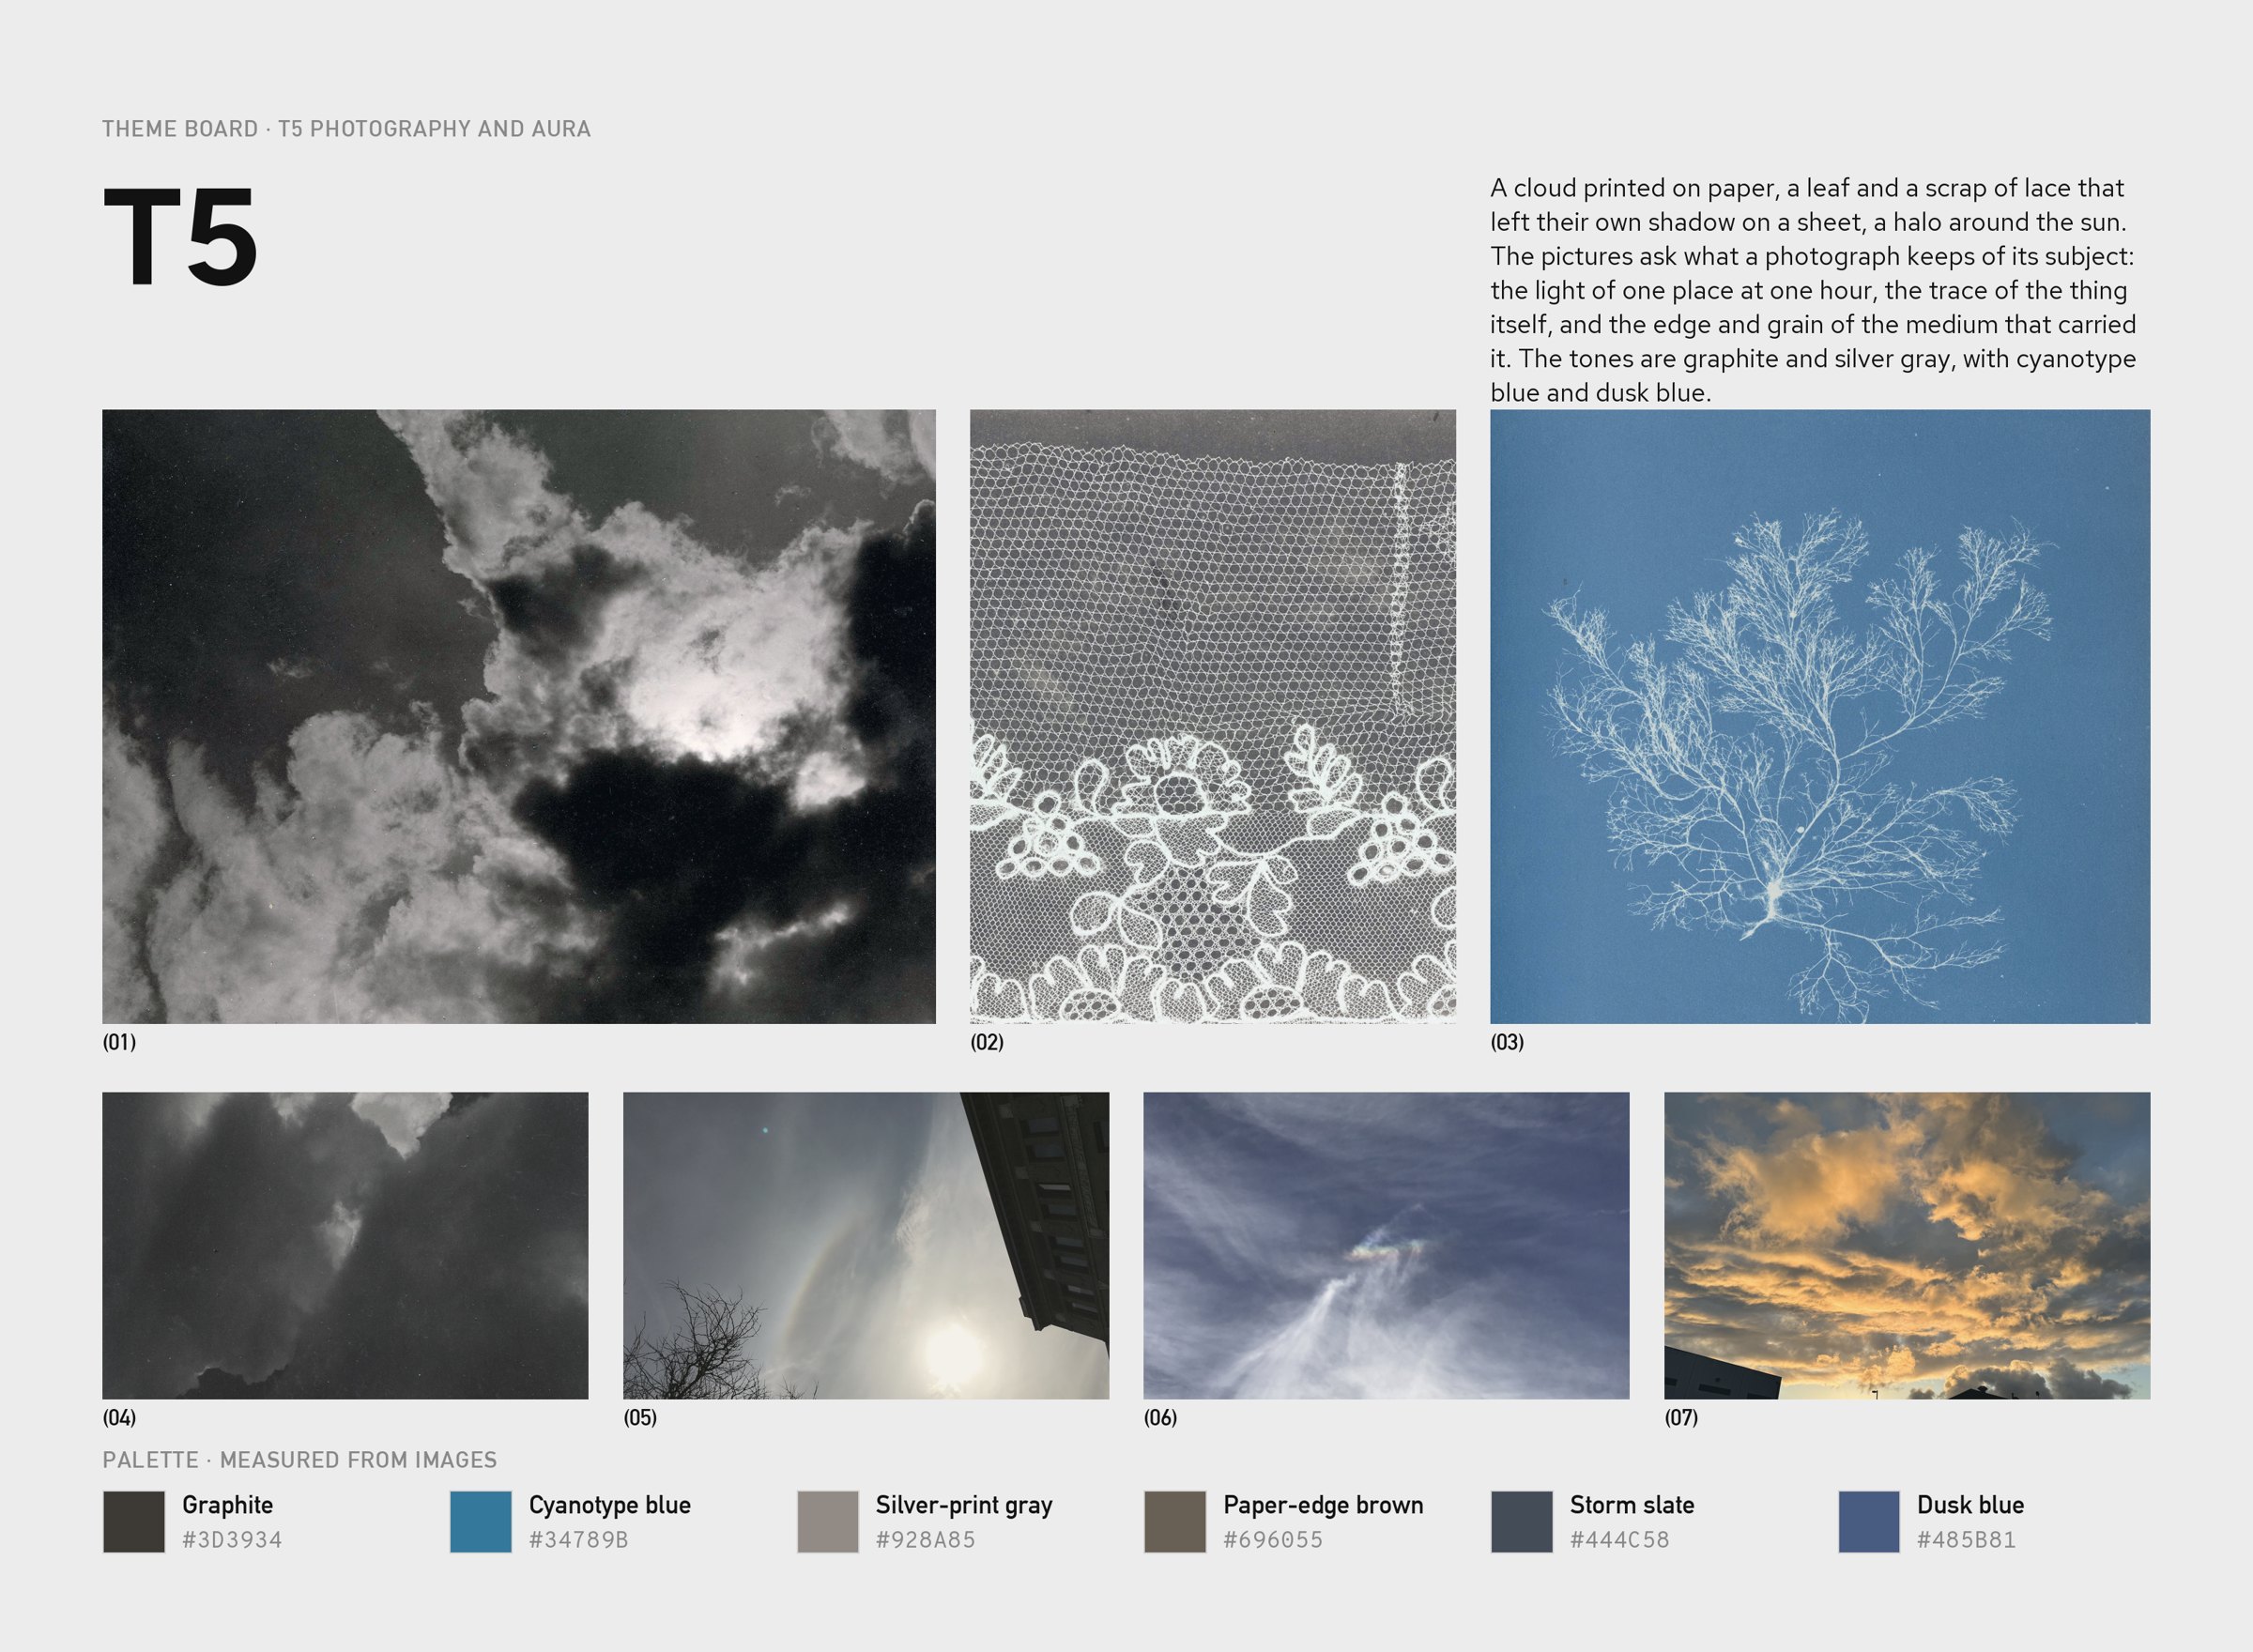 THEME BOARD · T5 PHOTOGRAPHY AND AURA
T5
A cloud printed on paper, a leaf and a scrap of lace that
left their own shadow on a sheet, a halo around the sun.
The pictures ask what a photograph keeps of its subject:
the light of one place at one hour, the trace of the thing
itself, and the edge and grain of the medium that carried
it. The tones are graphite and silver gray, with cyanotype
blue and dusk blue.
(01)
(02)
(03)
(04)
(05)
(06)
(07)
PALETTE · MEASURED FROM IMAGES
Graphite
#3D3934
Cyanotype blue
#34789B
Silver-print gray
#928A85
Paper-edge brown
#696055
Storm slate
#444C58
Dusk blue
#485B81